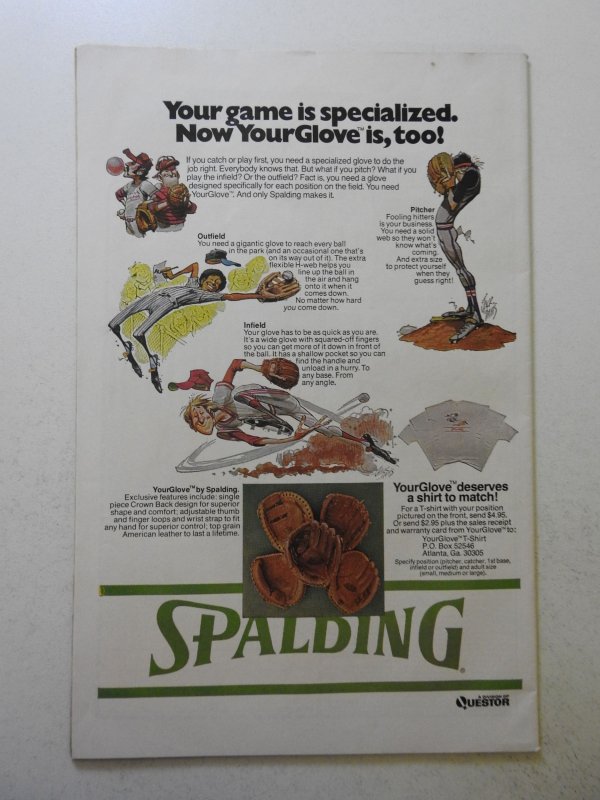 Your game is specialized.
Now YourGlove™ is, too!
If you catch or play first, you need a specialized glove to do the
job right. Everybody knows that. But what if you pitch? What if you
play the infield? Or the outfield? Fact is, you need a glove
designed specifically for each position on the field. You need
YourGlove™. And only Spalding makes it.
Pitcher
Fooling hitters
is your business.
You need a solid
web so they won't
know what's
coming.
And extra size
to protect yourself
when they
guess right!
Outfield
You need a gigantic glove to reach every ball
in the park (and an occasional one that's
on its way out of it). The extra
flexible H-web helps you
line up the ball in
the air and hang
onto it when it
comes down.
No matter how hard
you come down.
Infield
Your glove has to be as quick as you are.
It's a wide glove with squared-off fingers
so you can get more of it down in front of
the ball. It has a shallow pocket so you can
find the handle and
unload in a hurry. To
any base. From
any angle.
YourGlove™ by Spalding.
Exclusive features include: single
piece Crown Back design for superior
shape and comfort; adjustable thumb
and finger loops and wrist strap to fit
any hand for superior control; top grain
American leather to last a lifetime.
YourGlove™ deserves
a shirt to match!
For a T-shirt with your position
pictured on the front, send $4.95.
Or send $2.95 plus the sales receipt
and warranty card from YourGlove™ to:
YourGlove™ T-Shirt
P.O. Box 52546
Atlanta, Ga. 30305
Specify position (pitcher, catcher, 1st base,
infield or outfield) and adult size
(small, medium or large).
SPALDING®
A DIVISION OF
QUESTOR